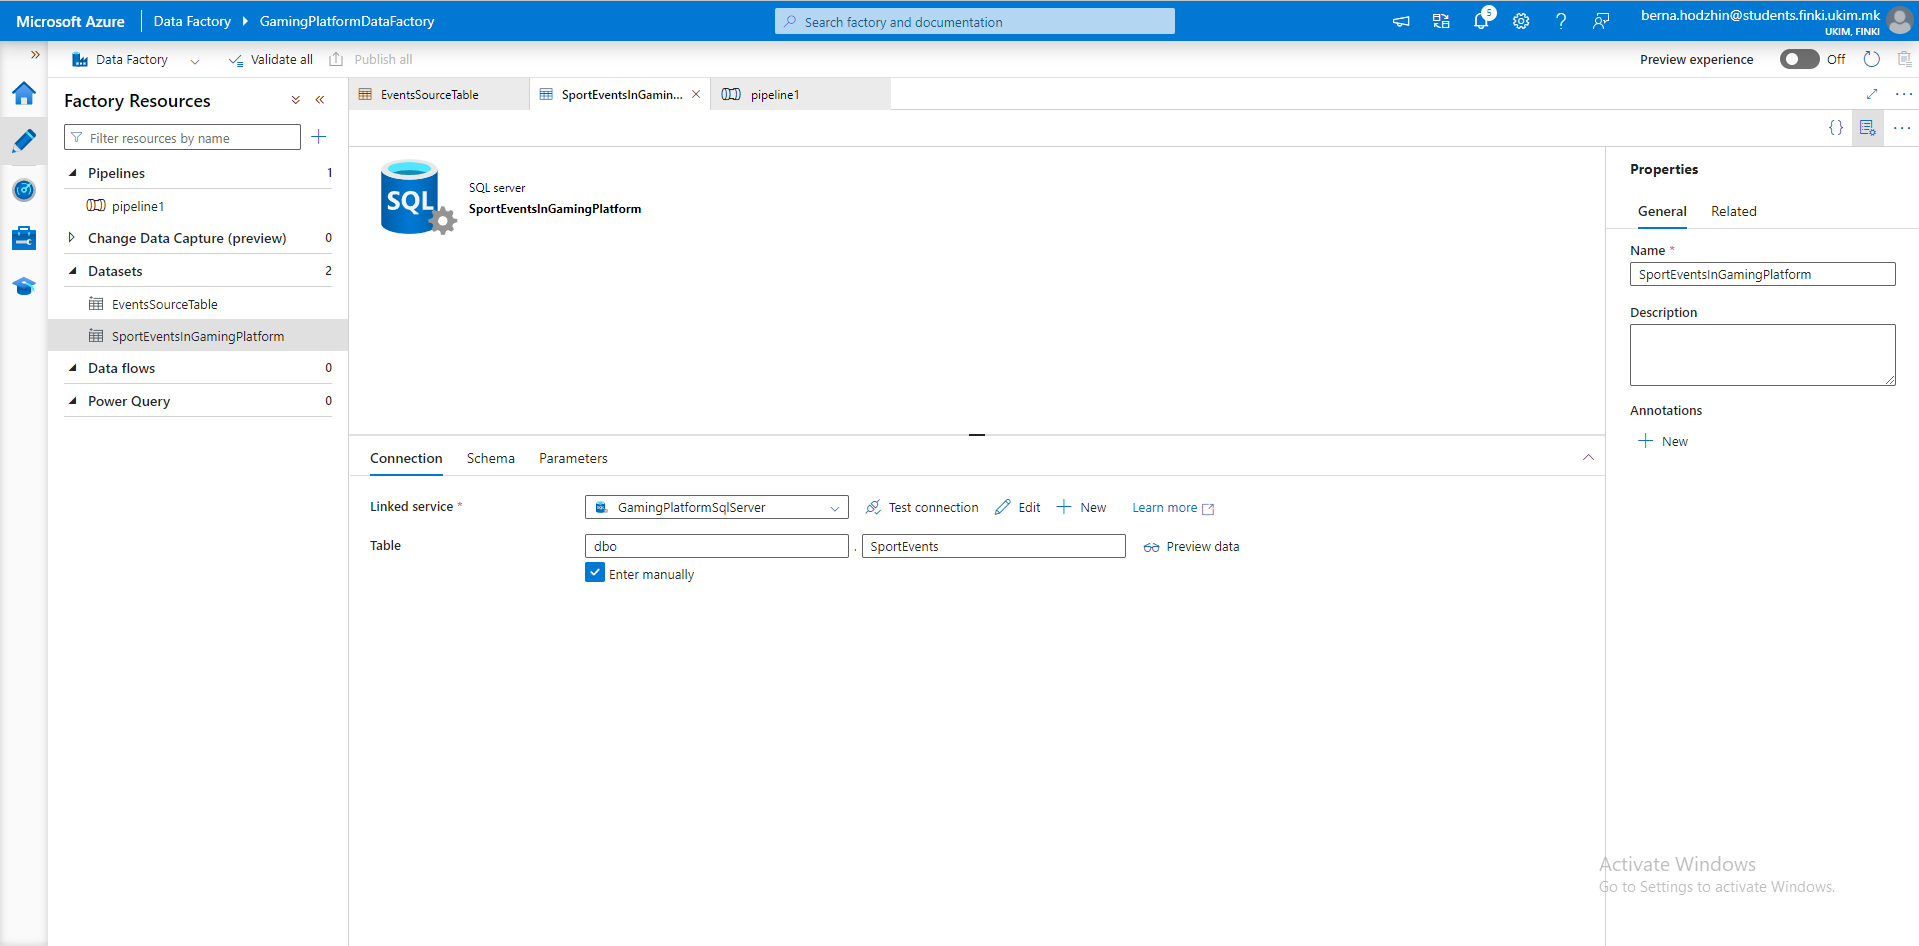 Microsoft Azure Data Factory GamingPlatformDataFactory Search factory and documentation 5 berna.hodzhin@students.finki.ukim.mk
UKIM, FINKI
Data Factory Validate all Publish all Preview experience Off
Factory Resources
Filter resources by name
Pipelines 1
pipeline1
Change Data Capture (preview) 0
Datasets 2
EventsSourceTable
SportEventsInGamingPlatform
Data flows 0
Power Query 0
EventsSourceTable SportEventsInGamin... pipeline1
SQL
SQL server
SportEventsInGamingPlatform
Connection Schema Parameters
Linked service * GamingPlatformSqlServer Test connection Edit New Learn more
Table dbo . SportEvents Preview data
Enter manually
Properties
General Related
Name *
SportEventsInGamingPlatform
Description
Annotations
New
Activate Windows
Go to Settings to activate Windows.